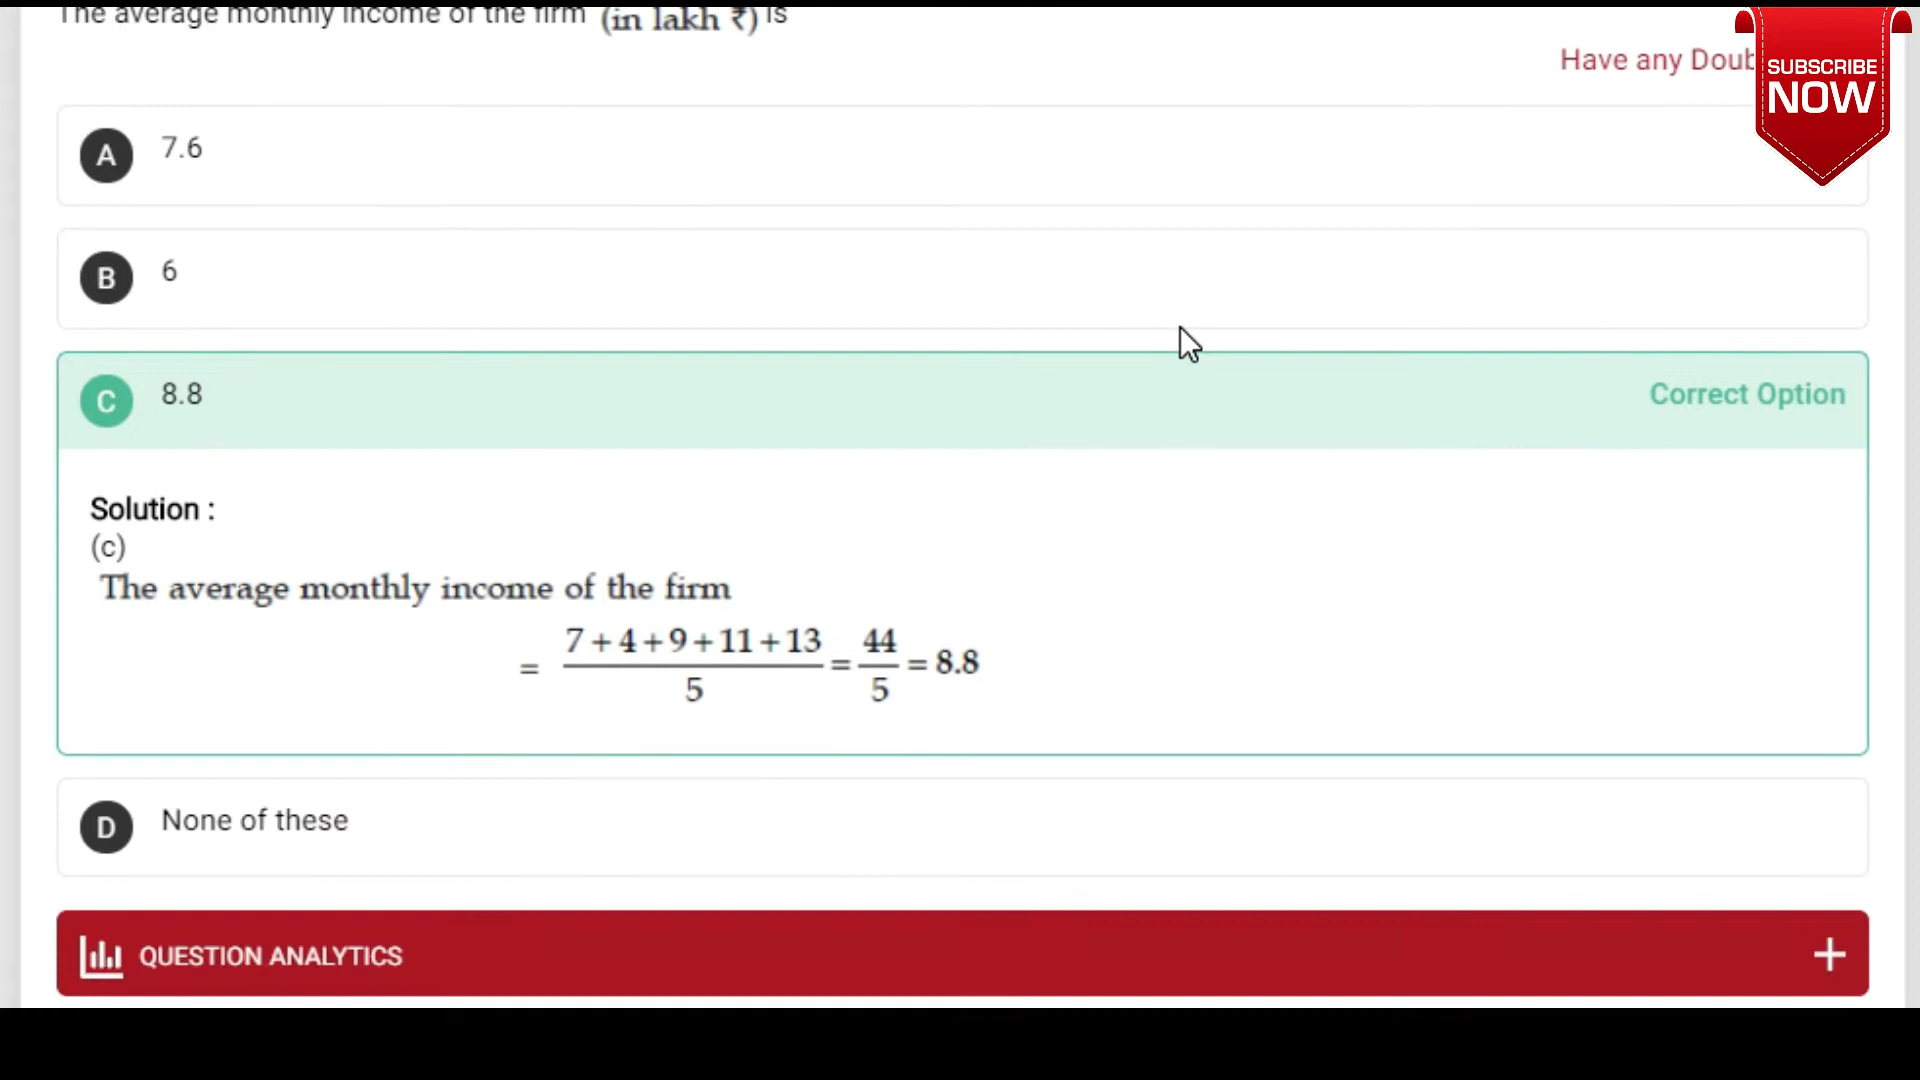 The average monthly income of the firm (in lakh ₹) is
Have any Doub
SUBSCRIBE
NOW
A 7.6
B 6
C 8.8 Correct Option
Solution :
(c)
The average monthly income of the firm
= 7 + 4 + 9 + 11 + 13 / 5 = 44 / 5 = 8.8
D None of these
QUESTION ANALYTICS +